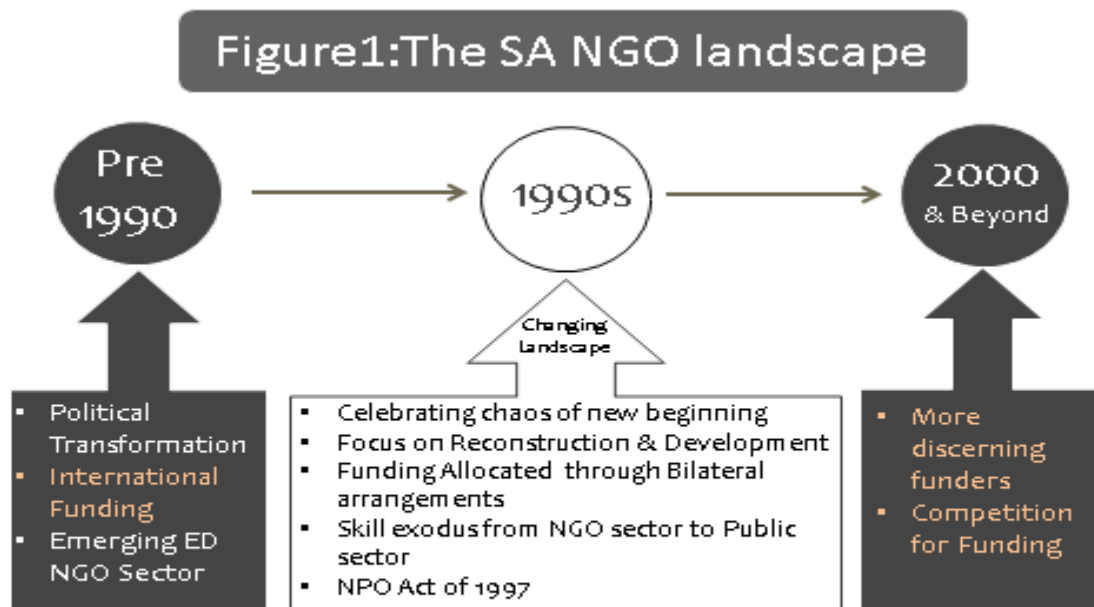 Figure1:The SA NGO landscape
Pre
1990
1990s
2000
& Beyond
Changing
Landscape
▪ Political
Transformation
▪ International
Funding
▪ Emerging ED
NGO Sector
▪ Celebrating chaos of new beginning
▪ Focus on Reconstruction & Development
▪ Funding Allocated through Bilateral
arrangements
▪ Skill exodus from NGO sector to Public
sector
▪ NPO Act of 1997
▪ More
discerning
funders
▪ Competition
for Funding